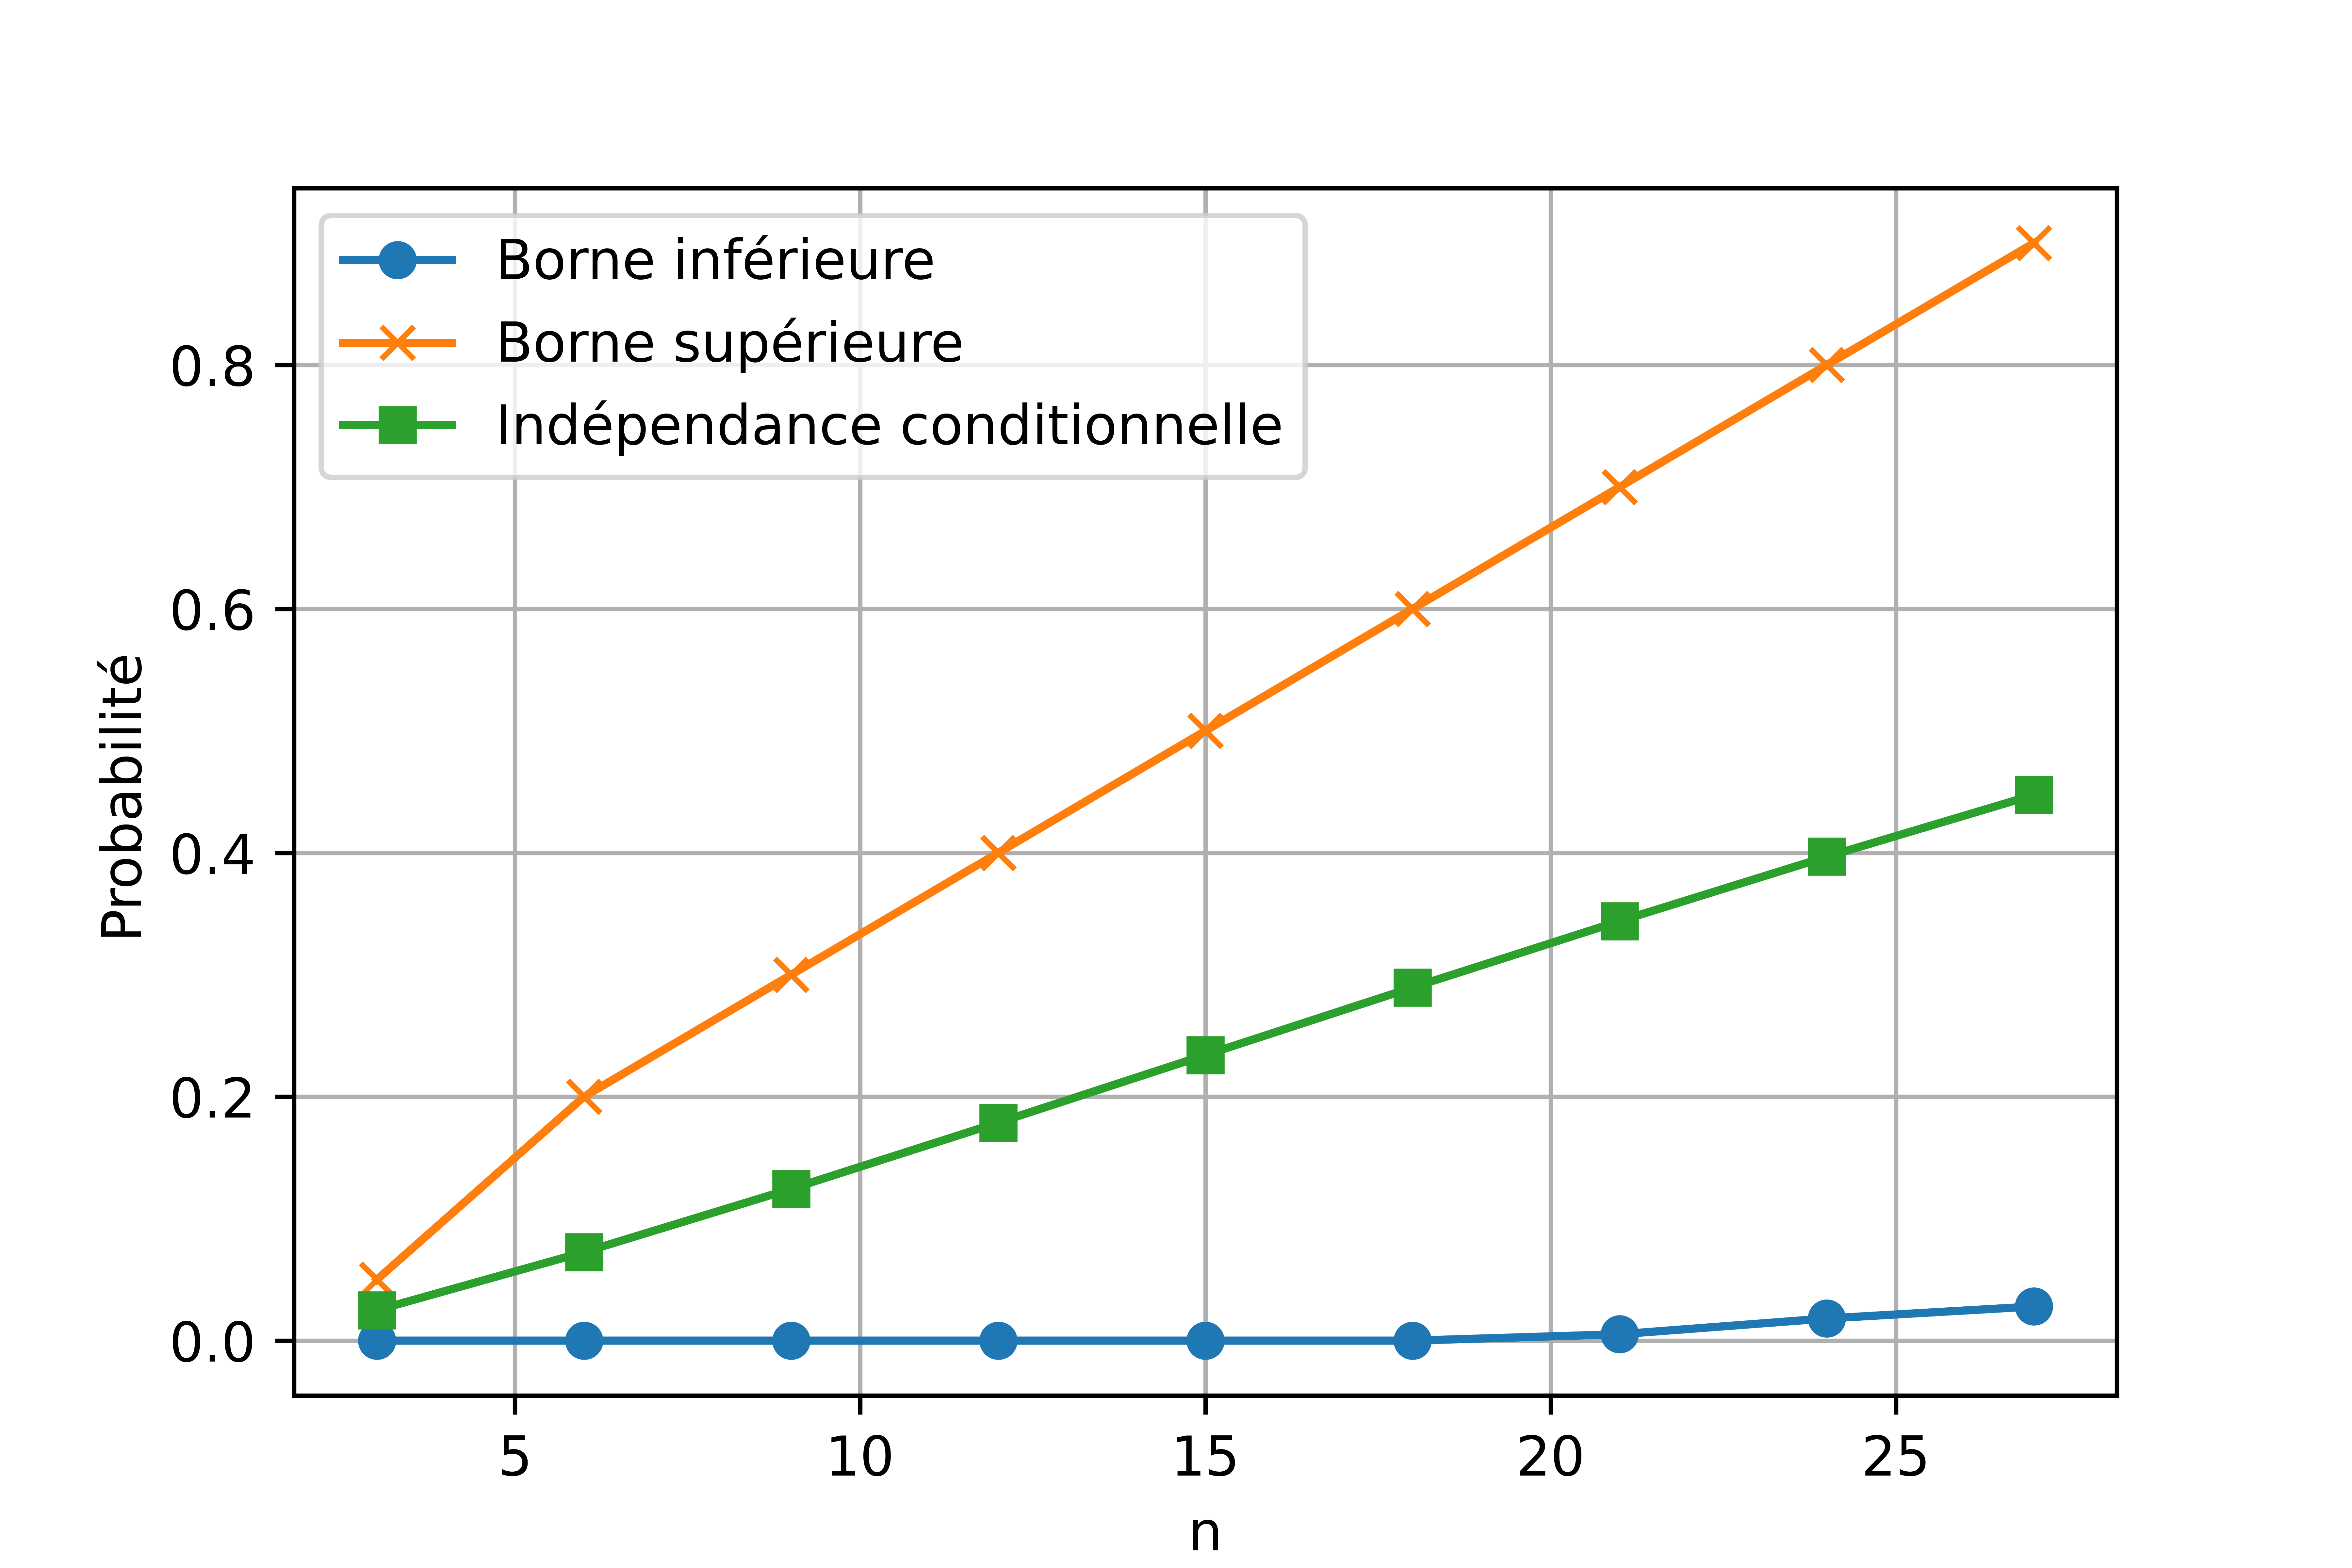 Borne inférieure
Borne supérieure
Indépendance conditionnelle
Probabilité
0.8
0.6
0.4
0.2
0.0
5 10 15 20 25
n